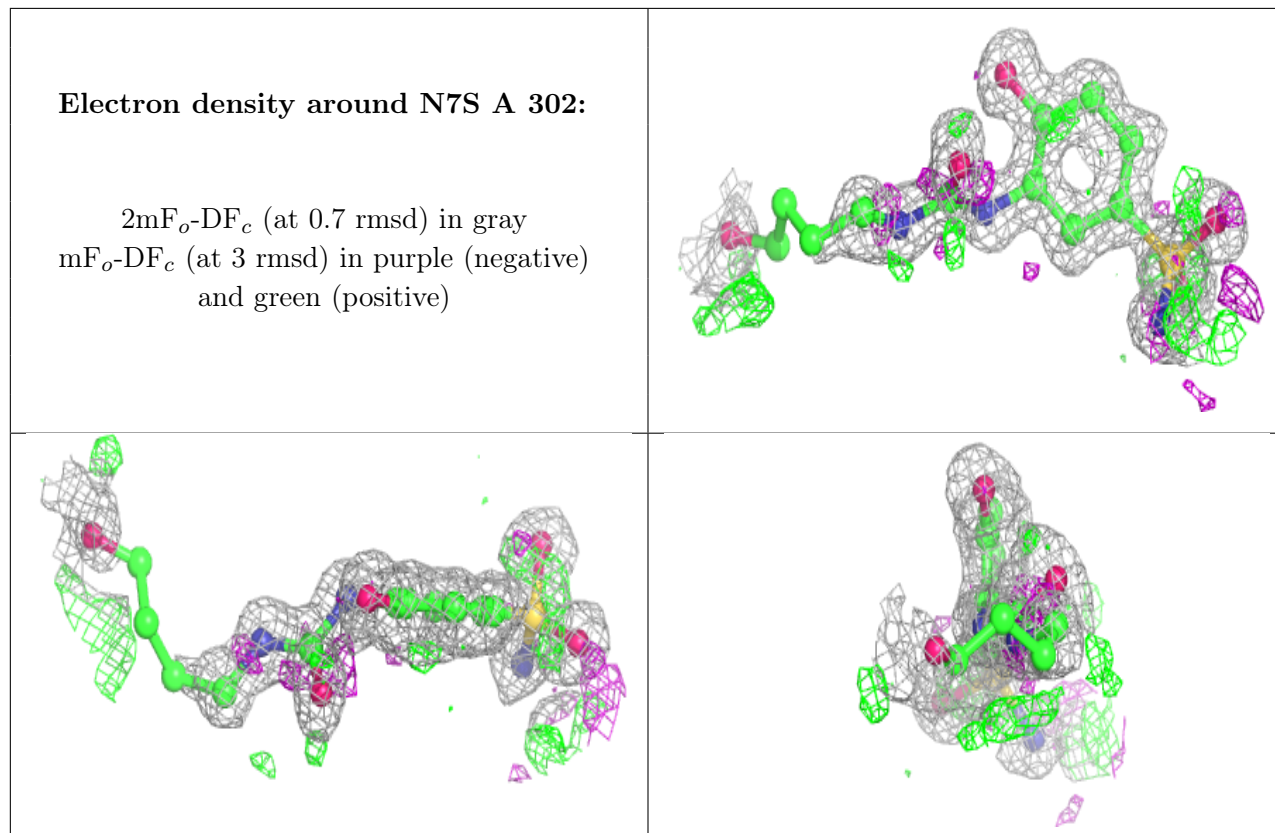 Electron density around N7S A 302:
2mFₒ-DF𝒸 (at 0.7 rmsd) in gray
mFₒ-DF𝒸 (at 3 rmsd) in purple (negative)
and green (positive)